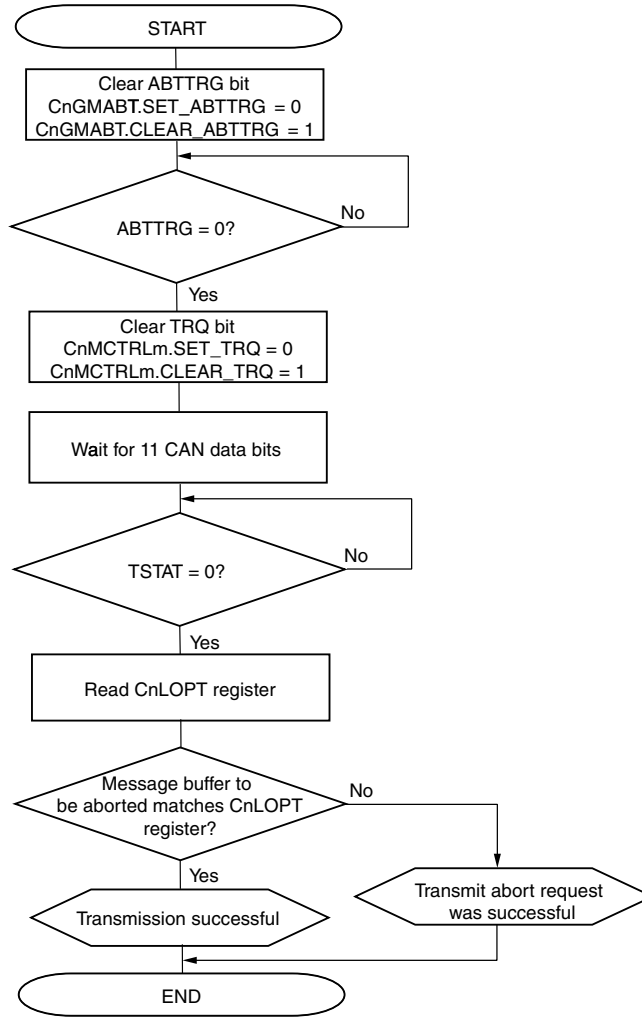 START
Clear ABTTRG bit
CnGMABT.SET_ABTTRG = 0
CnGMABT.CLEAR_ABTTRG = 1
No
ABTTRG = 0?
Yes
Clear TRQ bit
CnMCTRLm.SET_TRQ = 0
CnMCTRLm.CLEAR_TRQ = 1
Wait for 11 CAN data bits
No
TSTAT = 0?
Yes
Read CnLOPT register
Message buffer to
be aborted matches CnLOPT
register?
No
Yes
Transmit abort request
was successful
Transmission successful
END